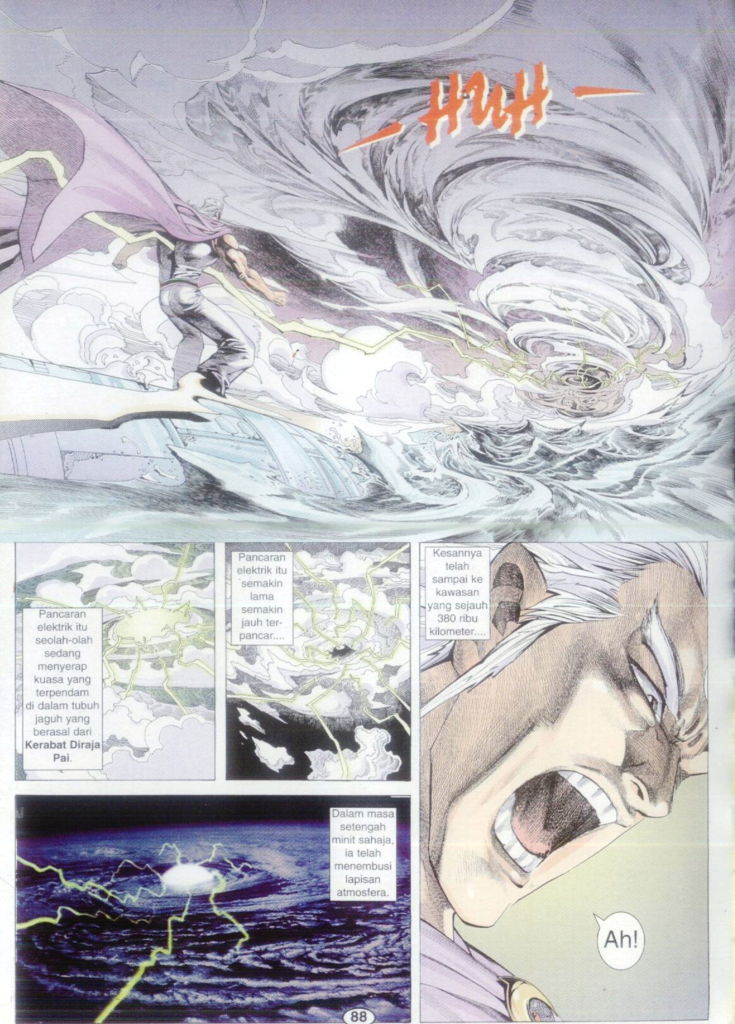 HUH
Pancaran
elektrik itu
seolah-olah
sedang
menyerap
kuasa yang
terpendam
di dalam tubuh
jaguh yang
berasal dari
Kerabat Diraja
Pai.
Pancaran
elektrik itu
semakin
lama
semakin
jauh ter-
pancar....
Kesannya
telah
sampai ke
kawasan
yang sejauh
380 ribu
kilometer....
Dalam masa
setengah
minit sahaja,
ia telah
menembusi
lapisan
atmosfera.
Ah!
88